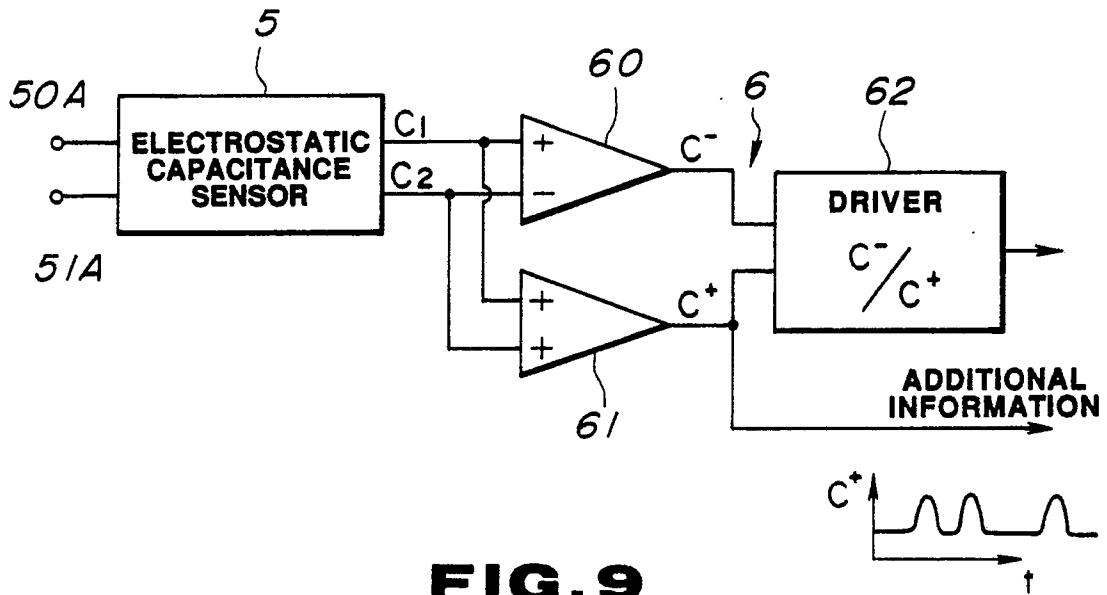 5
50A
ELECTROSTATIC
CAPACITANCE
SENSOR
51A
C1
C2
60
+
−
C⁻
6
62
DRIVER
C⁻/C⁺
+
+
C⁺
61
ADDITIONAL
INFORMATION
C⁺
t
FIG.9